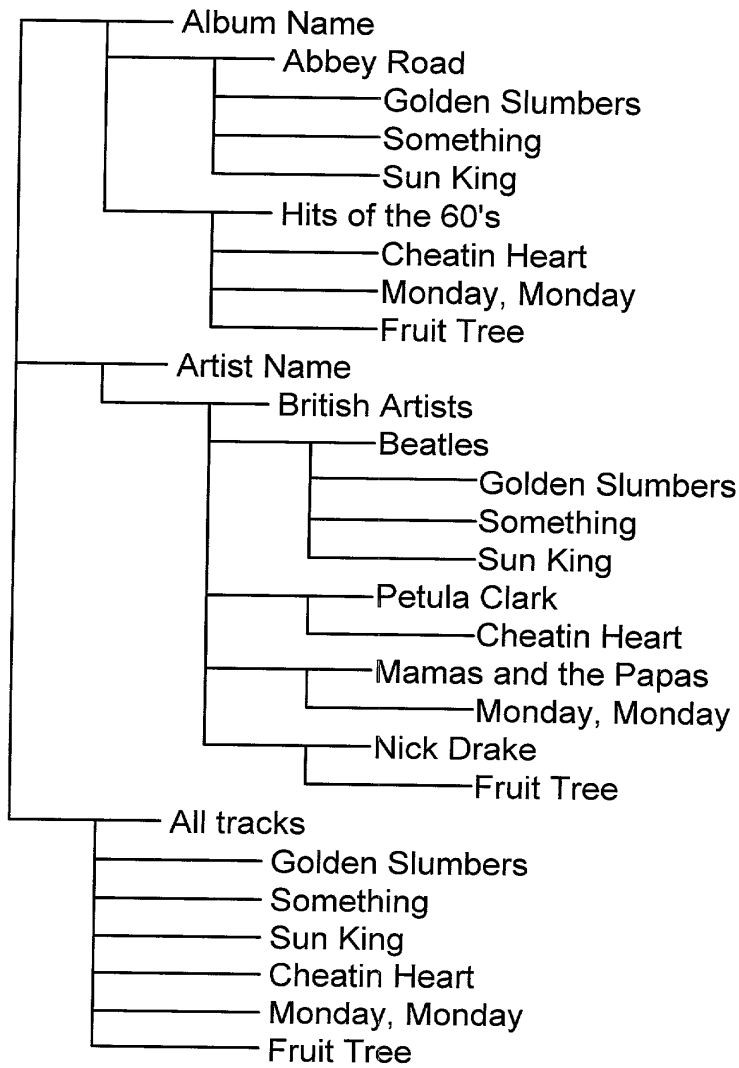 Album Name
Abbey Road
Golden Slumbers
Something
Sun King
Hits of the 60's
Cheatin Heart
Monday, Monday
Fruit Tree
Artist Name
British Artists
Beatles
Golden Slumbers
Something
Sun King
Petula Clark
Cheatin Heart
Mamas and the Papas
Monday, Monday
Nick Drake
Fruit Tree
All tracks
Golden Slumbers
Something
Sun King
Cheatin Heart
Monday, Monday
Fruit Tree